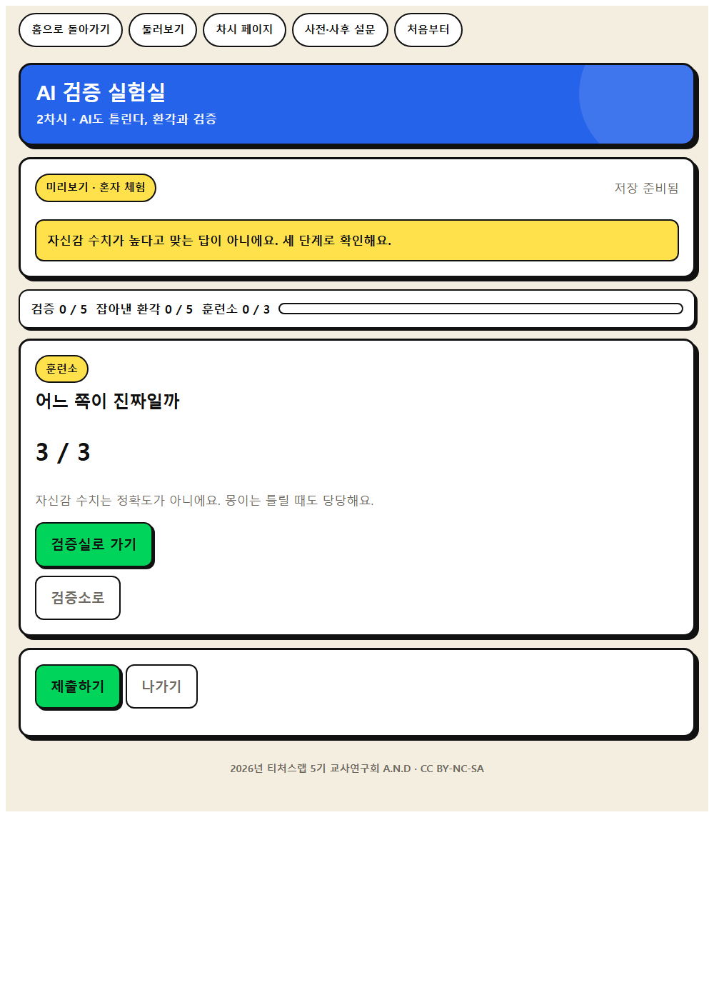 홈으로 돌아가기 둘러보기 차시 페이지 사전·사후 설문 처음부터
AI 검증 실험실
2차시 · AI도 틀린다, 환각과 검증
미리보기 · 혼자 체험 저장 준비됨
자신감 수치가 높다고 맞는 답이 아니에요. 세 단계로 확인해요.
검증 0 / 5 잡아낸 환각 0 / 5 훈련소 0 / 3
훈련소
어느 쪽이 진짜일까
3 / 3
자신감 수치는 정확도가 아니에요. 몽이는 틀릴 때도 당당해요.
검증실로 가기
검증소로
제출하기 나가기
2026년 티처스랩 5기 교사연구회 A.N.D · CC BY-NC-SA